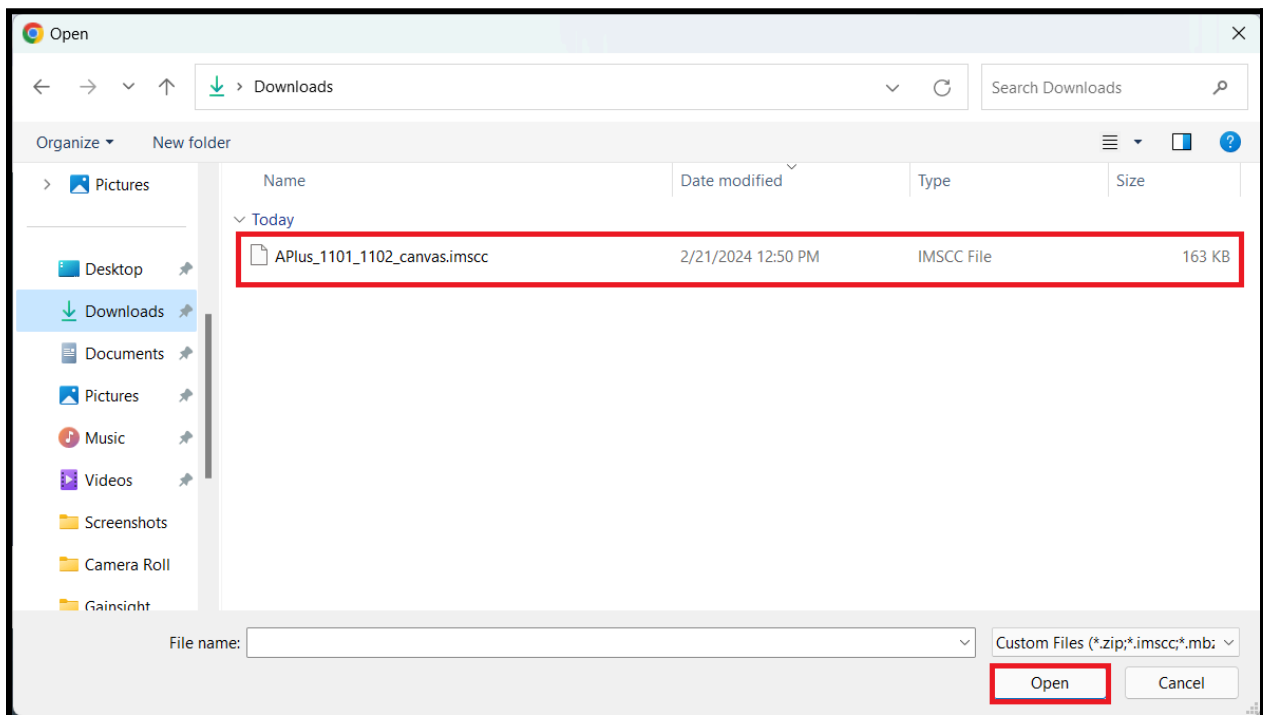 Open
Downloads
Search Downloads
Organize
New folder
Pictures
Name
Date modified
Type
Size
Today
APlus_1101_1102_canvas.imscc
2/21/2024 12:50 PM
IMSCC File
163 KB
Desktop
Downloads
Documents
Pictures
Music
Videos
Screenshots
Camera Roll
Gainsight
File name:
Custom Files (*.zip;*.imscc;*.mbz
Open
Cancel